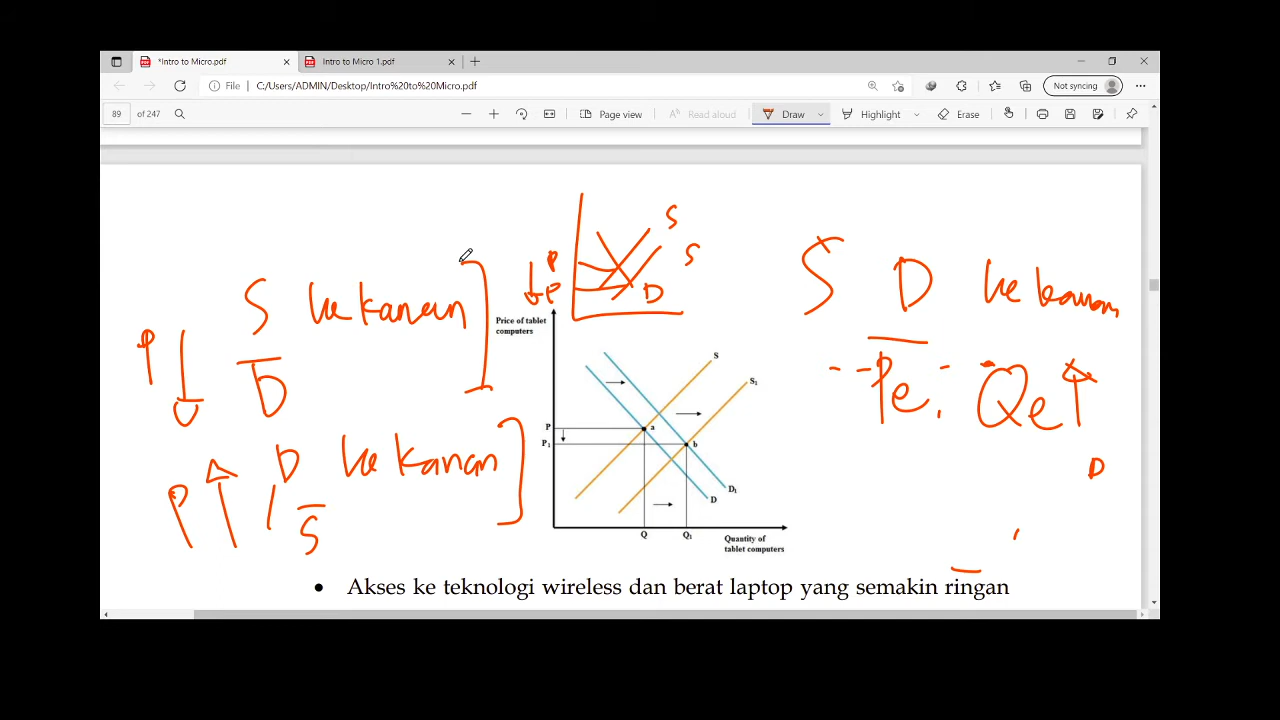 *Intro to Micro.pdf
Intro to Micro 1.pdf
File
C:/Users/ADMIN/Desktop/Intro%20to%20Micro.pdf
Not syncing
89 of 247
Page view
Read aloud
Draw
Highlight
Erase
S
S
P
P
D
S ke kanan
P
D
D ke kanan
P
S
S D ke kanan
Pe : Qe
D
Price of tablet
computers
S
S1
P
a
P1
b
D1
D
Q
Q1
Quantity of
tablet computers
• Akses ke teknologi wireless dan berat laptop yang semakin ringan